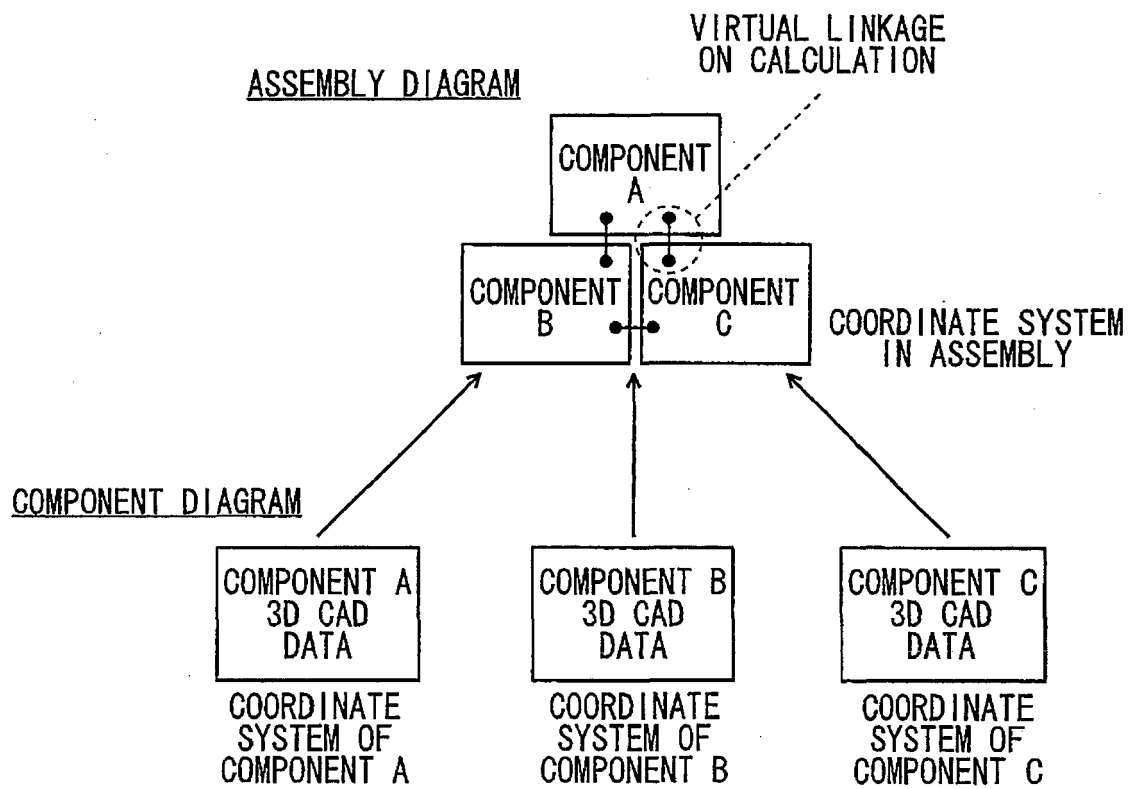 VIRTUAL LINKAGE
ON CALCULATION
ASSEMBLY DIAGRAM
COMPONENT
A
COMPONENT
B
COMPONENT
C
COORDINATE SYSTEM
IN ASSEMBLY
COMPONENT DIAGRAM
COMPONENT A
3D CAD
DATA
COMPONENT B
3D CAD
DATA
COMPONENT C
3D CAD
DATA
COORDINATE
SYSTEM OF
COMPONENT A
COORDINATE
SYSTEM OF
COMPONENT B
COORDINATE
SYSTEM OF
COMPONENT C